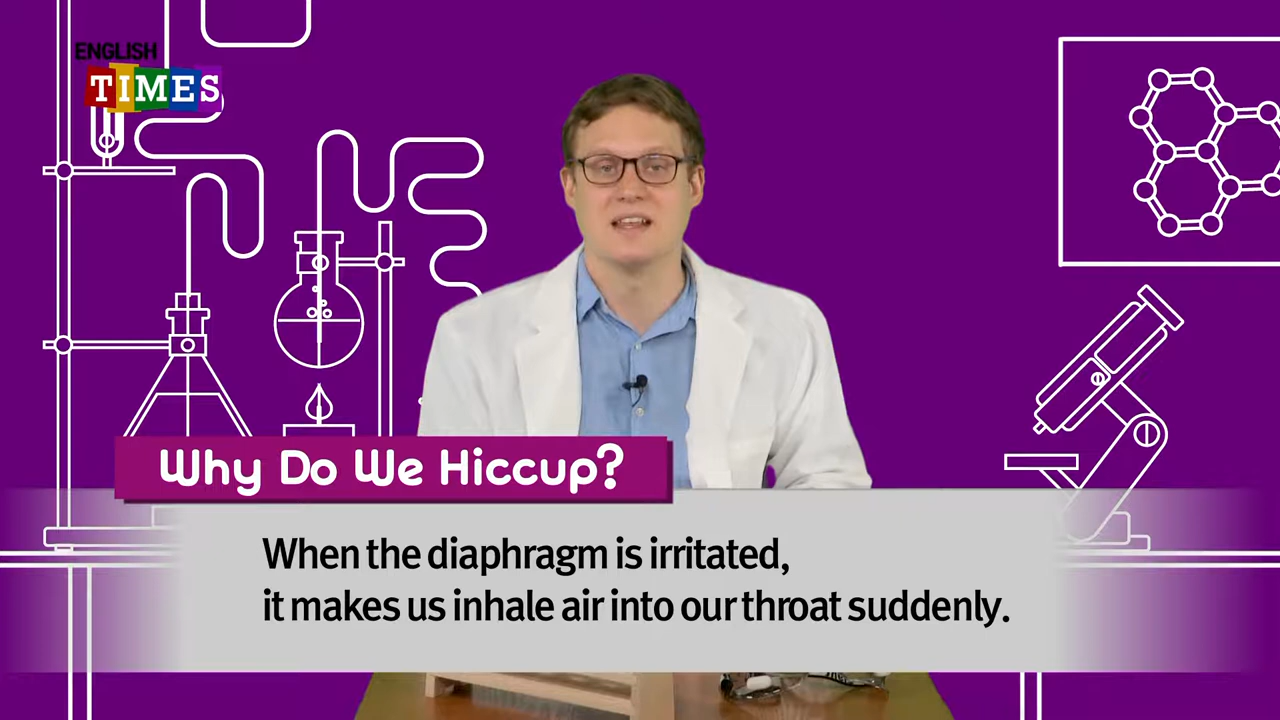 ENGLISH
TIMES
Why Do We Hiccup?
When the diaphragm is irritated,
it makes us inhale air into our throat suddenly.